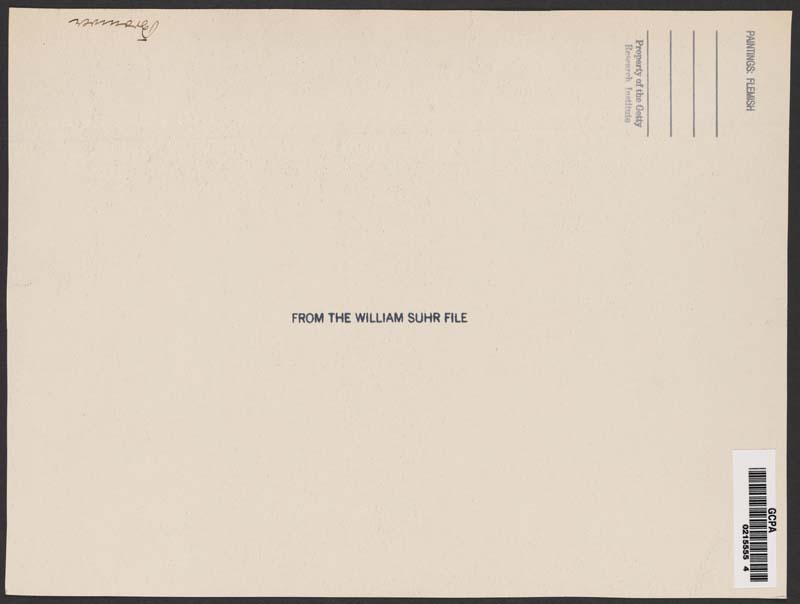 Brouwer
PAINTINGS: FLEMISH
Property of the Getty
Research Institute
FROM THE WILLIAM SUHR FILE
GCPA
0215555 4